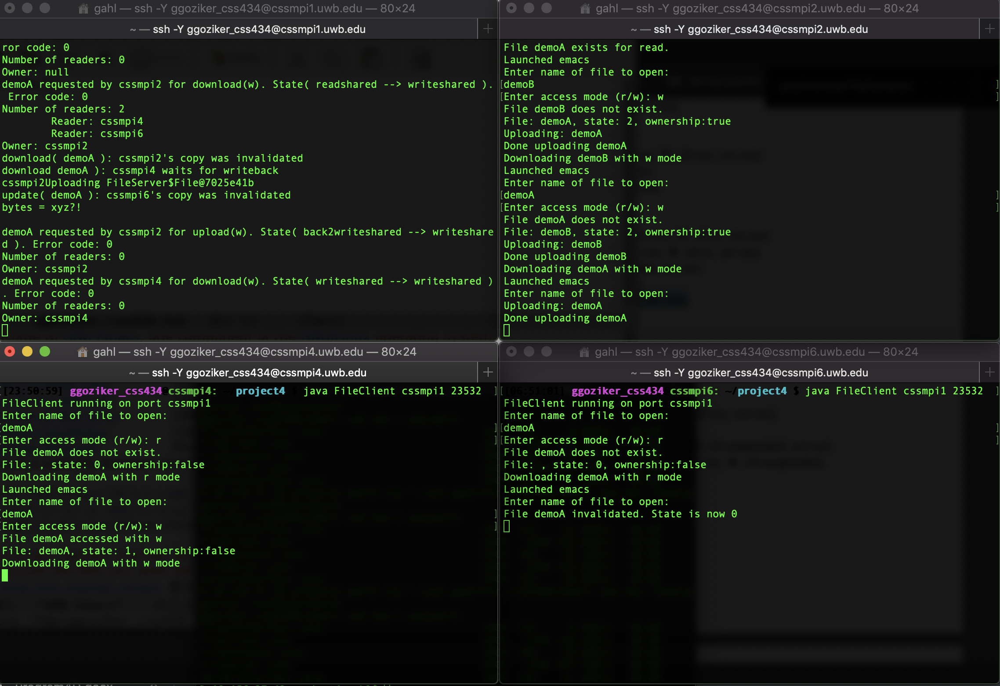 gahl — ssh -Y ggoziker_css434@cssmpi1.uwb.edu — 80×24
~ — ssh -Y ggoziker_css434@cssmpi1.uwb.edu
ror code: 0
Number of readers: 0
Owner: null
demoA requested by cssmpi2 for download(w). State( readshared --> writeshared ).
 Error code: 0
Number of readers: 2
        Reader: cssmpi4
        Reader: cssmpi6
Owner: cssmpi2
download( demoA ): cssmpi2's copy was invalidated
download demoA ): cssmpi4 waits for writeback
cssmpi2Uploading FileServer$File@7025e41b
update( demoA ): cssmpi6's copy was invalidated
bytes = xyz?!
demoA requested by cssmpi2 for upload(w). State( back2writeshared --> writeshare
d ). Error code: 0
Number of readers: 0
Owner: cssmpi2
demoA requested by cssmpi4 for download(w). State( writeshared --> writeshared )
. Error code: 0
Number of readers: 0
Owner: cssmpi4
gahl — ssh -Y ggoziker_css434@cssmpi2.uwb.edu — 80×24
~ — ssh -Y ggoziker_css434@cssmpi2.uwb.edu
File demoA exists for read.
Launched emacs
Enter name of file to open:
[demoB ]
[Enter access mode (r/w): w ]
File demoB does not exist.
File: demoA, state: 2, ownership:true
Uploading: demoA
Done uploading demoA
Downloading demoB with w mode
Launched emacs
Enter name of file to open:
[demoA ]
[Enter access mode (r/w): w ]
File demoA does not exist.
File: demoB, state: 2, ownership:true
Uploading: demoB
Done uploading demoB
Downloading demoA with w mode
Launched emacs
Enter name of file to open:
Uploading: demoA
Done uploading demoA
gahl — ssh -Y ggoziker_css434@cssmpi4.uwb.edu — 80×24
~ — ssh -Y ggoziker_css434@cssmpi4.uwb.edu
[[23:50:59] ggoziker_css434@cssmpi4: ~/project4 $ java FileClient cssmpi1 23532 ]
FileClient running on port cssmpi1
Enter name of file to open:
[demoA ]
[Enter access mode (r/w): r ]
File demoA does not exist.
File: , state: 0, ownership:false
Downloading demoA with r mode
Launched emacs
Enter name of file to open:
[demoA ]
[Enter access mode (r/w): w ]
File demoA accessed with w
File: demoA, state: 1, ownership:false
Downloading demoA with w mode
gahl — ssh -Y ggoziker_css434@cssmpi6.uwb.edu — 80×24
~ — ssh -Y ggoziker_css434@cssmpi6.uwb.edu
[[06:51:01] ggoziker_css434 cssmpi6: ~/project4 $ java FileClient cssmpi1 23532 ]
FileClient running on port cssmpi1
Enter name of file to open:
[demoA ]
[Enter access mode (r/w): r ]
File demoA does not exist.
File: , state: 0, ownership:false
Downloading demoA with r mode
Launched emacs
Enter name of file to open:
File demoA invalidated. State is now 0